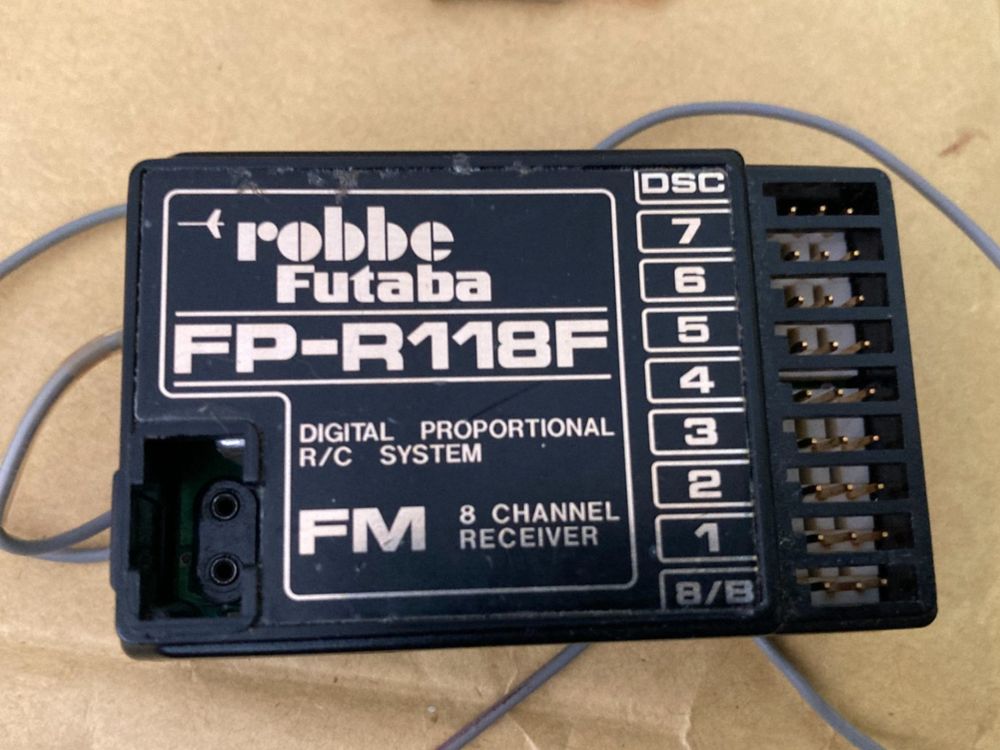 robbe
Futaba
FP-R118F
DIGITAL PROPORTIONAL
R/C SYSTEM
FM
8 CHANNEL
RECEIVER
DSC
7
6
5
4
3
2
1
8/B